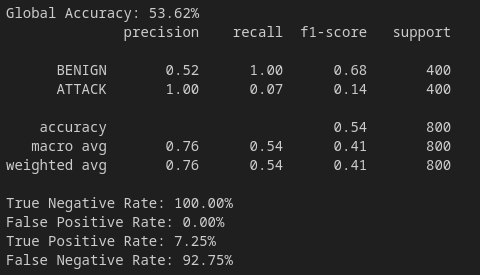 Global Accuracy: 53.62%
precision recall f1-score support
BENIGN 0.52 1.00 0.68 400
ATTACK 1.00 0.07 0.14 400
accuracy 0.54 800
macro avg 0.76 0.54 0.41 800
weighted avg 0.76 0.54 0.41 800
True Negative Rate: 100.00%
False Positive Rate: 0.00%
True Positive Rate: 7.25%
False Negative Rate: 92.75%